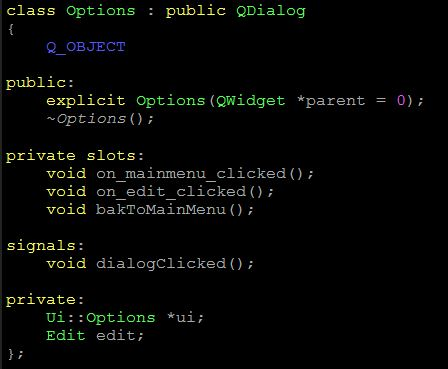 class Options : public QDialog
{
    Q_OBJECT

public:
    explicit Options(QWidget *parent = 0);
    ~Options();

private slots:
    void on_mainmenu_clicked();
    void on_edit_clicked();
    void bakToMainMenu();

signals:
    void dialogClicked();

private:
    Ui::Options *ui;
    Edit edit;
};